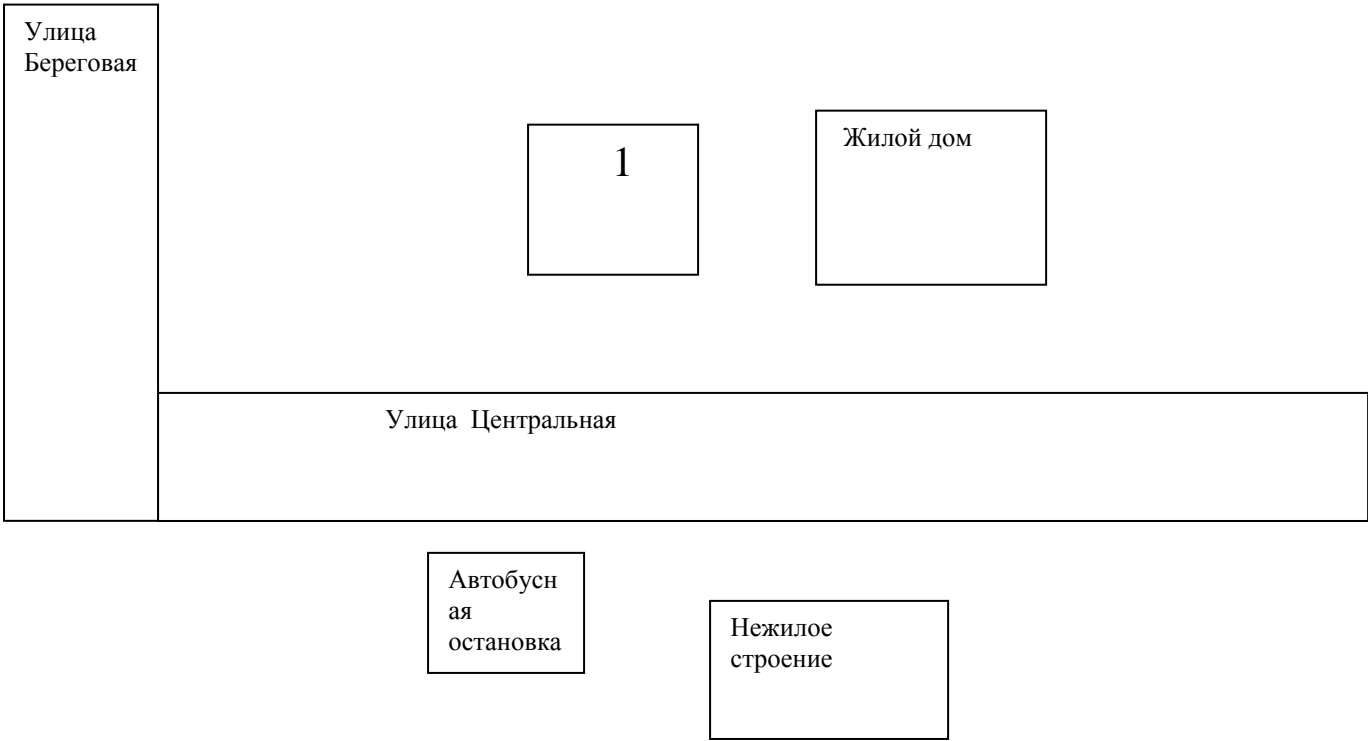 Улица
Береговая
1
Жилой дом
Улица Центральная
Автобусн
ая
остановка
Нежилое
строение